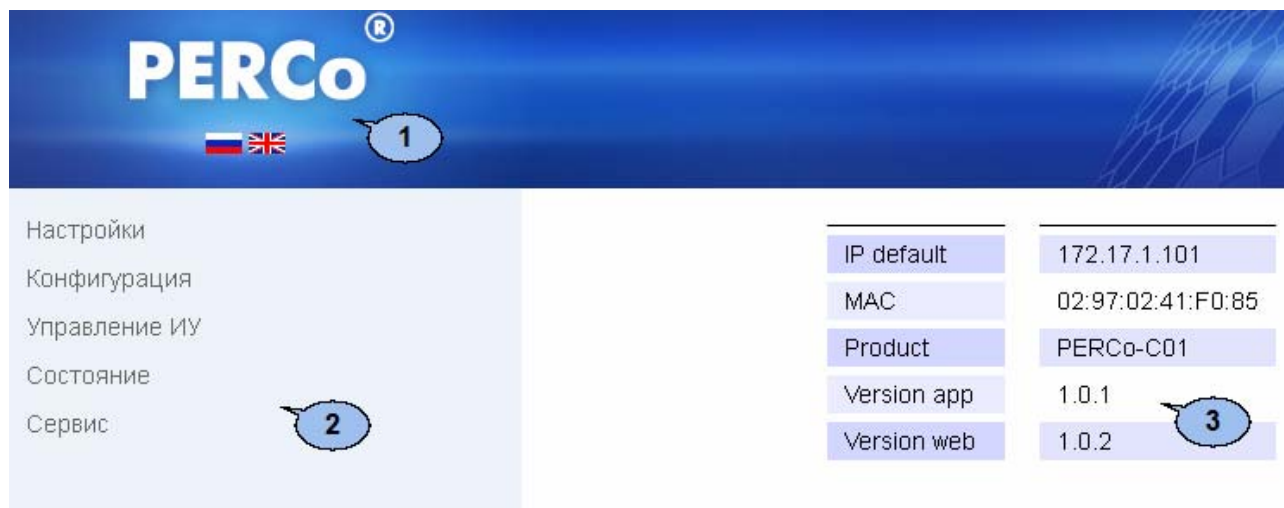 PERCo®
1
Настройки
Конфигурация
Управление ИУ
Состояние
Сервис
2
IP default 172.17.1.101
MAC 02:97:02:41:F0:85
Product PERCo-C01
Version app 1.0.1
Version web 1.0.2
3